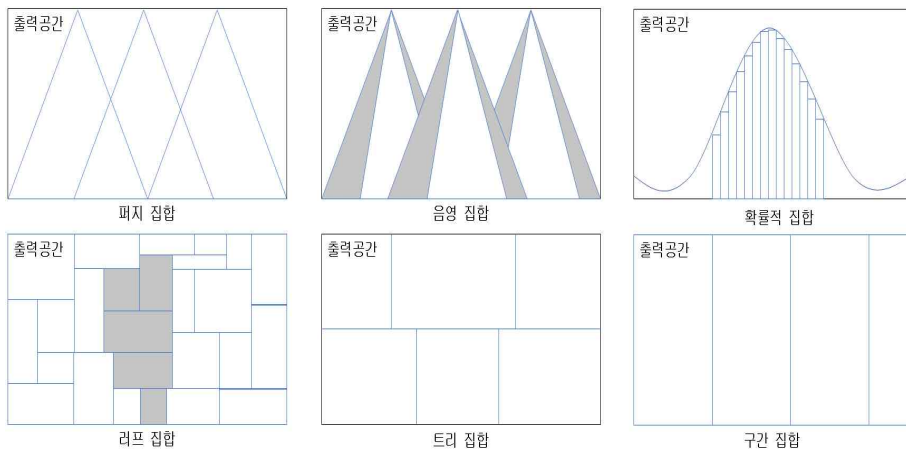 출력공간
출력공간
출력공간
퍼지 집합
음영 집합
확률적 집합
출력공간
출력공간
출력공간
러프 집합
트리 집합
구간 집합